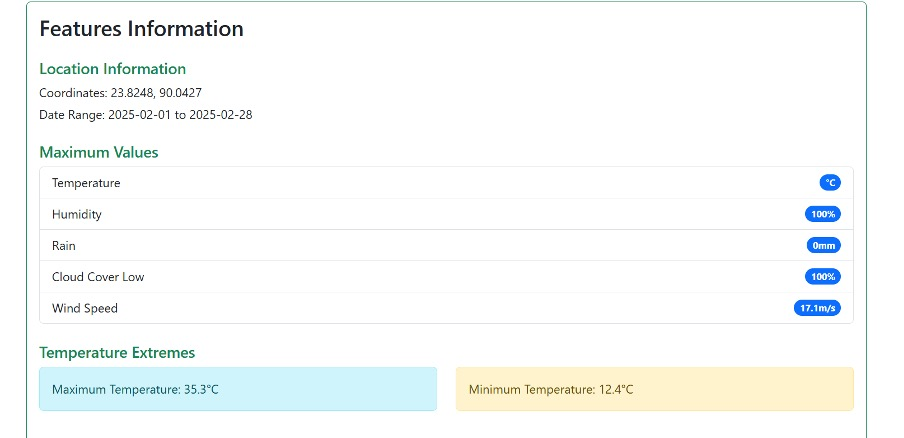 Features Information
Location Information
Coordinates: 23.8248, 90.0427
Date Range: 2025-02-01 to 2025-02-28
Maximum Values
Temperature °C
Humidity 100%
Rain 0mm
Cloud Cover Low 100%
Wind Speed 17.1m/s
Temperature Extremes
Maximum Temperature: 35.3°C Minimum Temperature: 12.4°C